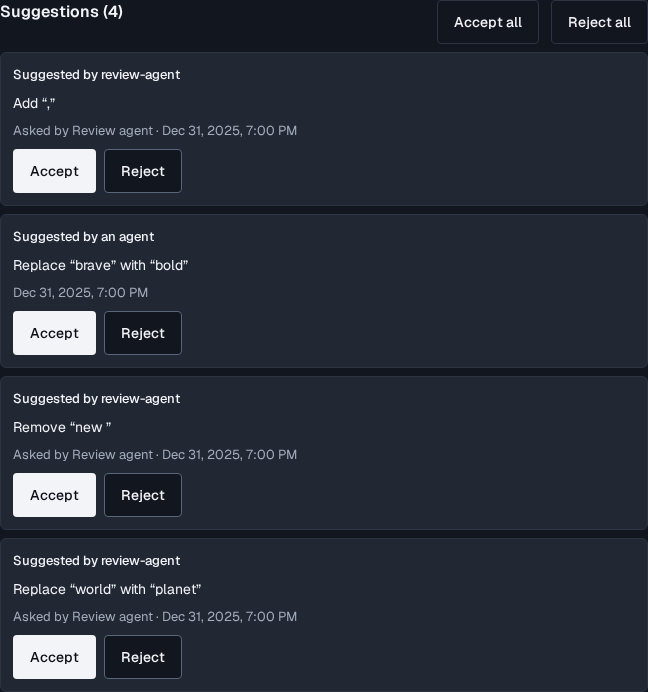 Suggestions (4)
Accept all
Reject all
Suggested by review-agent
Add “,”
Asked by Review agent · Dec 31, 2025, 7:00 PM
Accept
Reject
Suggested by an agent
Replace “brave” with “bold”
Dec 31, 2025, 7:00 PM
Accept
Reject
Suggested by review-agent
Remove “new ”
Asked by Review agent · Dec 31, 2025, 7:00 PM
Accept
Reject
Suggested by review-agent
Replace “world” with “planet”
Asked by Review agent · Dec 31, 2025, 7:00 PM
Accept
Reject